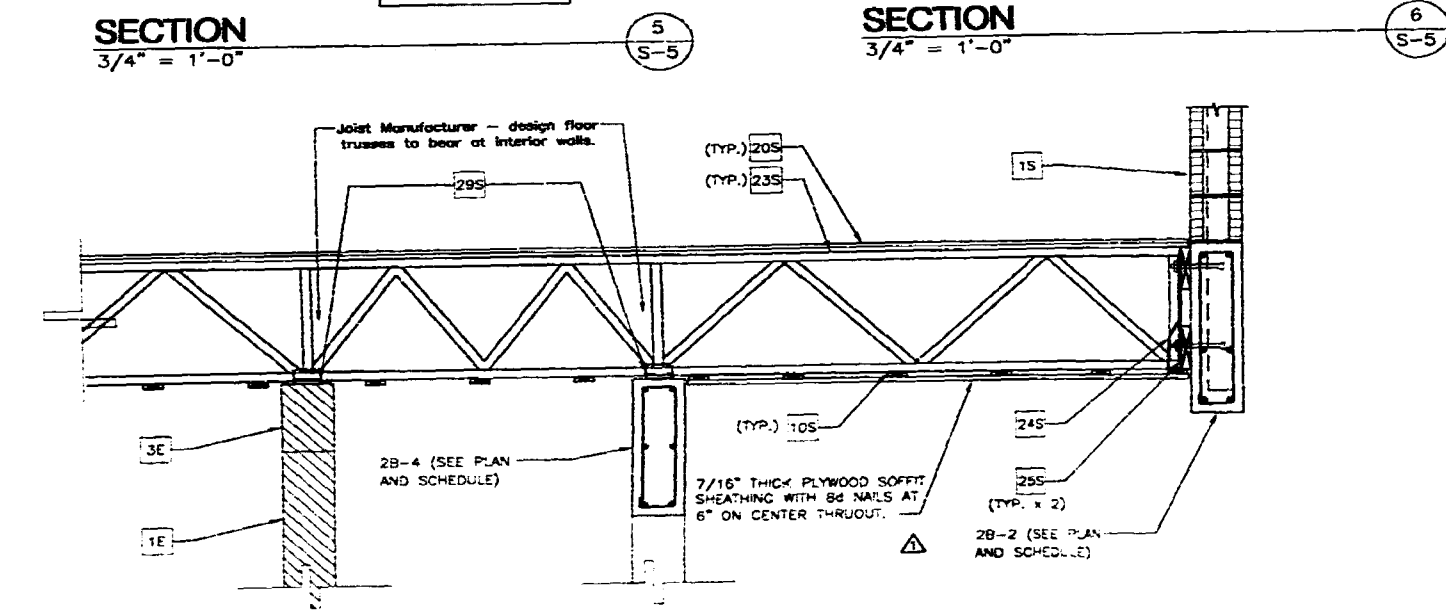 SECTION
3/4" = 1'-0"
5
S-5
SECTION
3/4" = 1'-0"
6
S-5
Joist Manufacturer – design floor
trusses to bear at interior walls.
29S
(TYP.) 20S
(TYP.) 23S
1S
3E
1E
2B-4 (SEE PLAN
AND SCHEDULE)
(TYP.) 10S
7/16" THICK PLYWOOD SOFFIT
SHEATHING WITH 8d NAILS AT
6" ON CENTER THRUOUT.
1
24S
25S
(TYP. x 2)
2B-2 (SEE PLAN
AND SCHEDULE)